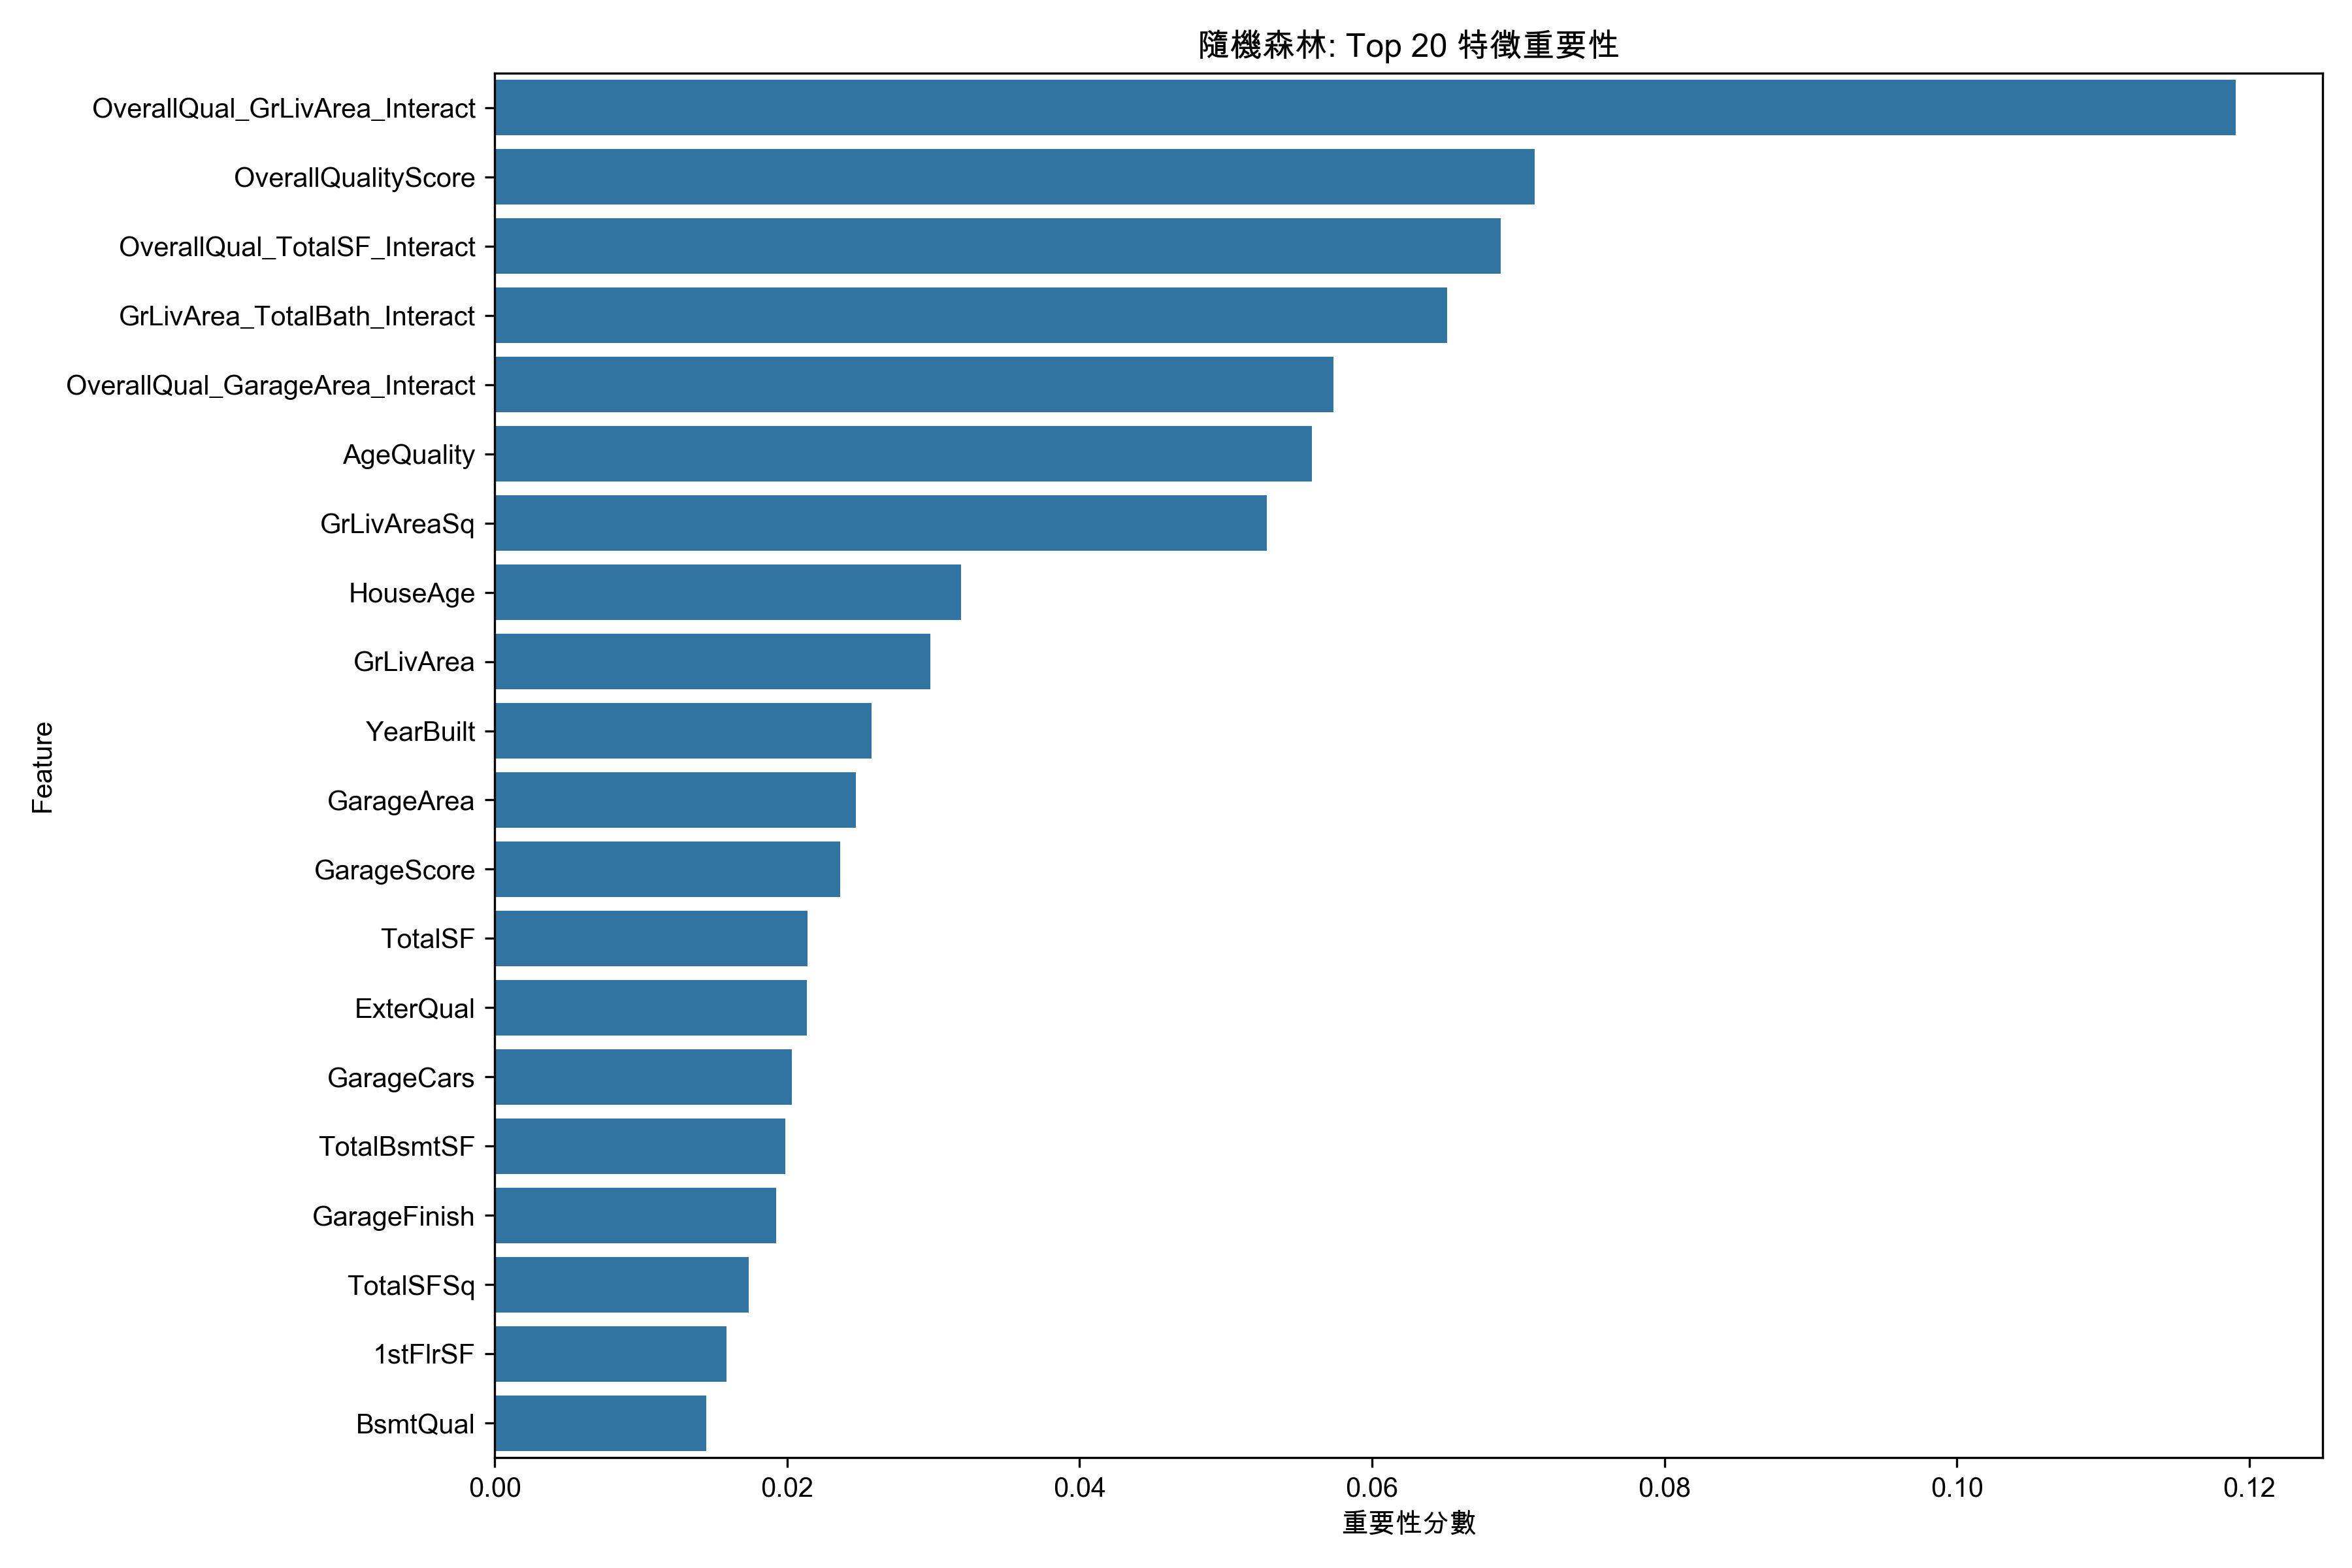 隨機森林: Top 20 特徵重要性
OverallQual_GrLivArea_Interact
OverallQualityScore
OverallQual_TotalSF_Interact
GrLivArea_TotalBath_Interact
OverallQual_GarageArea_Interact
AgeQuality
GrLivAreaSq
HouseAge
GrLivArea
YearBuilt
GarageArea
GarageScore
TotalSF
ExterQual
GarageCars
TotalBsmtSF
GarageFinish
TotalSFSq
1stFlrSF
BsmtQual
Feature
0.00 0.02 0.04 0.06 0.08 0.10 0.12
重要性分數